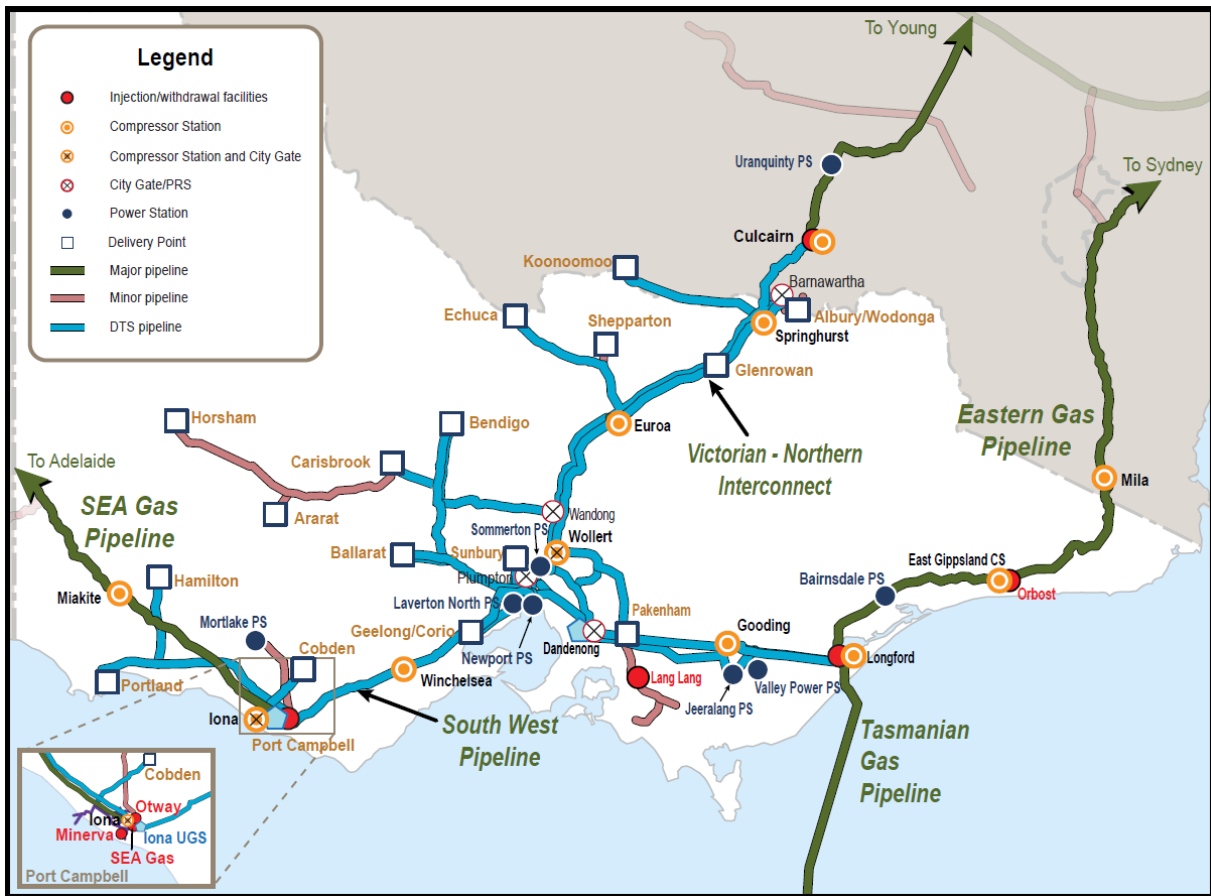 Legend
Injection/withdrawal facilities
Compressor Station
Compressor Station and City Gate
City Gate/PRS
Power Station
Delivery Point
Major pipeline
Minor pipeline
DTS pipeline
To Young
To Sydney
Uranquinty PS
Culcairn
Koonoomoo
Barnawartha
Echuca
Shepparton
Albury/Wodonga
Springhurst
Glenrowan
Horsham
Bendigo
Euroa
Eastern Gas
Pipeline
To Adelaide
Carisbrook
Victorian - Northern
Interconnect
Mila
SEA Gas
Pipeline
Ararat
Wandong
Sommerton PS
Wollert
Ballarat
Sunbury
East Gippsland CS
Hamilton
Plumpton
Bairnsdale PS
Orbost
Miakite
Laverton North PS
Mortlake PS
Pakenham
Geelong/Corio
Gooding
Cobden
Newport PS
Dandenong
Longford
Portland
Winchelsea
Lang Lang
Valley Power PS
Jeeralang PS
Iona
Port Campbell
South West
Pipeline
Tasmanian
Gas
Pipeline
Cobden
Otway
Iona
Minerva
Iona UGS
SEA Gas
Port Campbell